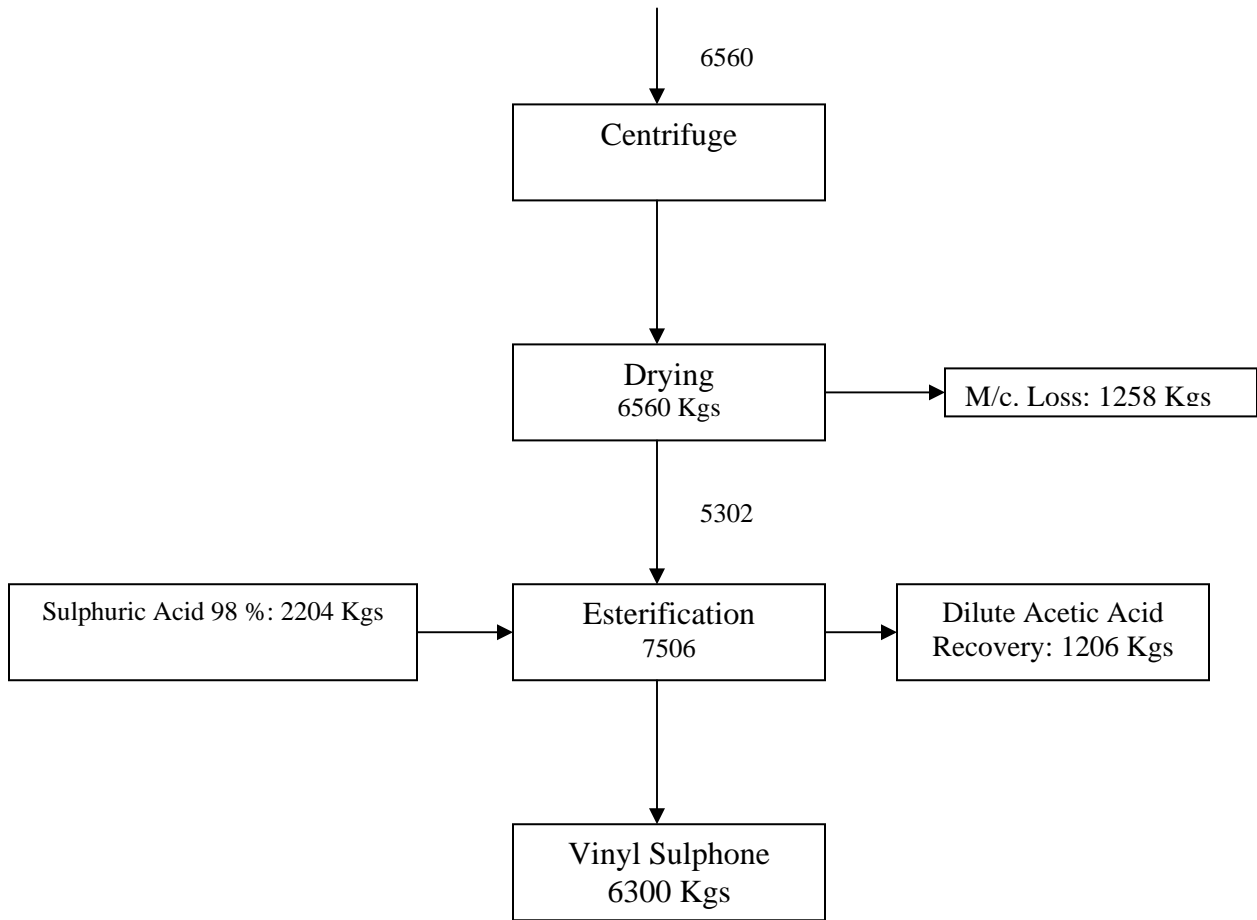 6560
Centrifuge
Drying
6560 Kgs
M/c. Loss: 1258 Kgs
5302
Sulphuric Acid 98 %: 2204 Kgs
Esterification
7506
Dilute Acetic Acid
Recovery: 1206 Kgs
Vinyl Sulphone
6300 Kgs